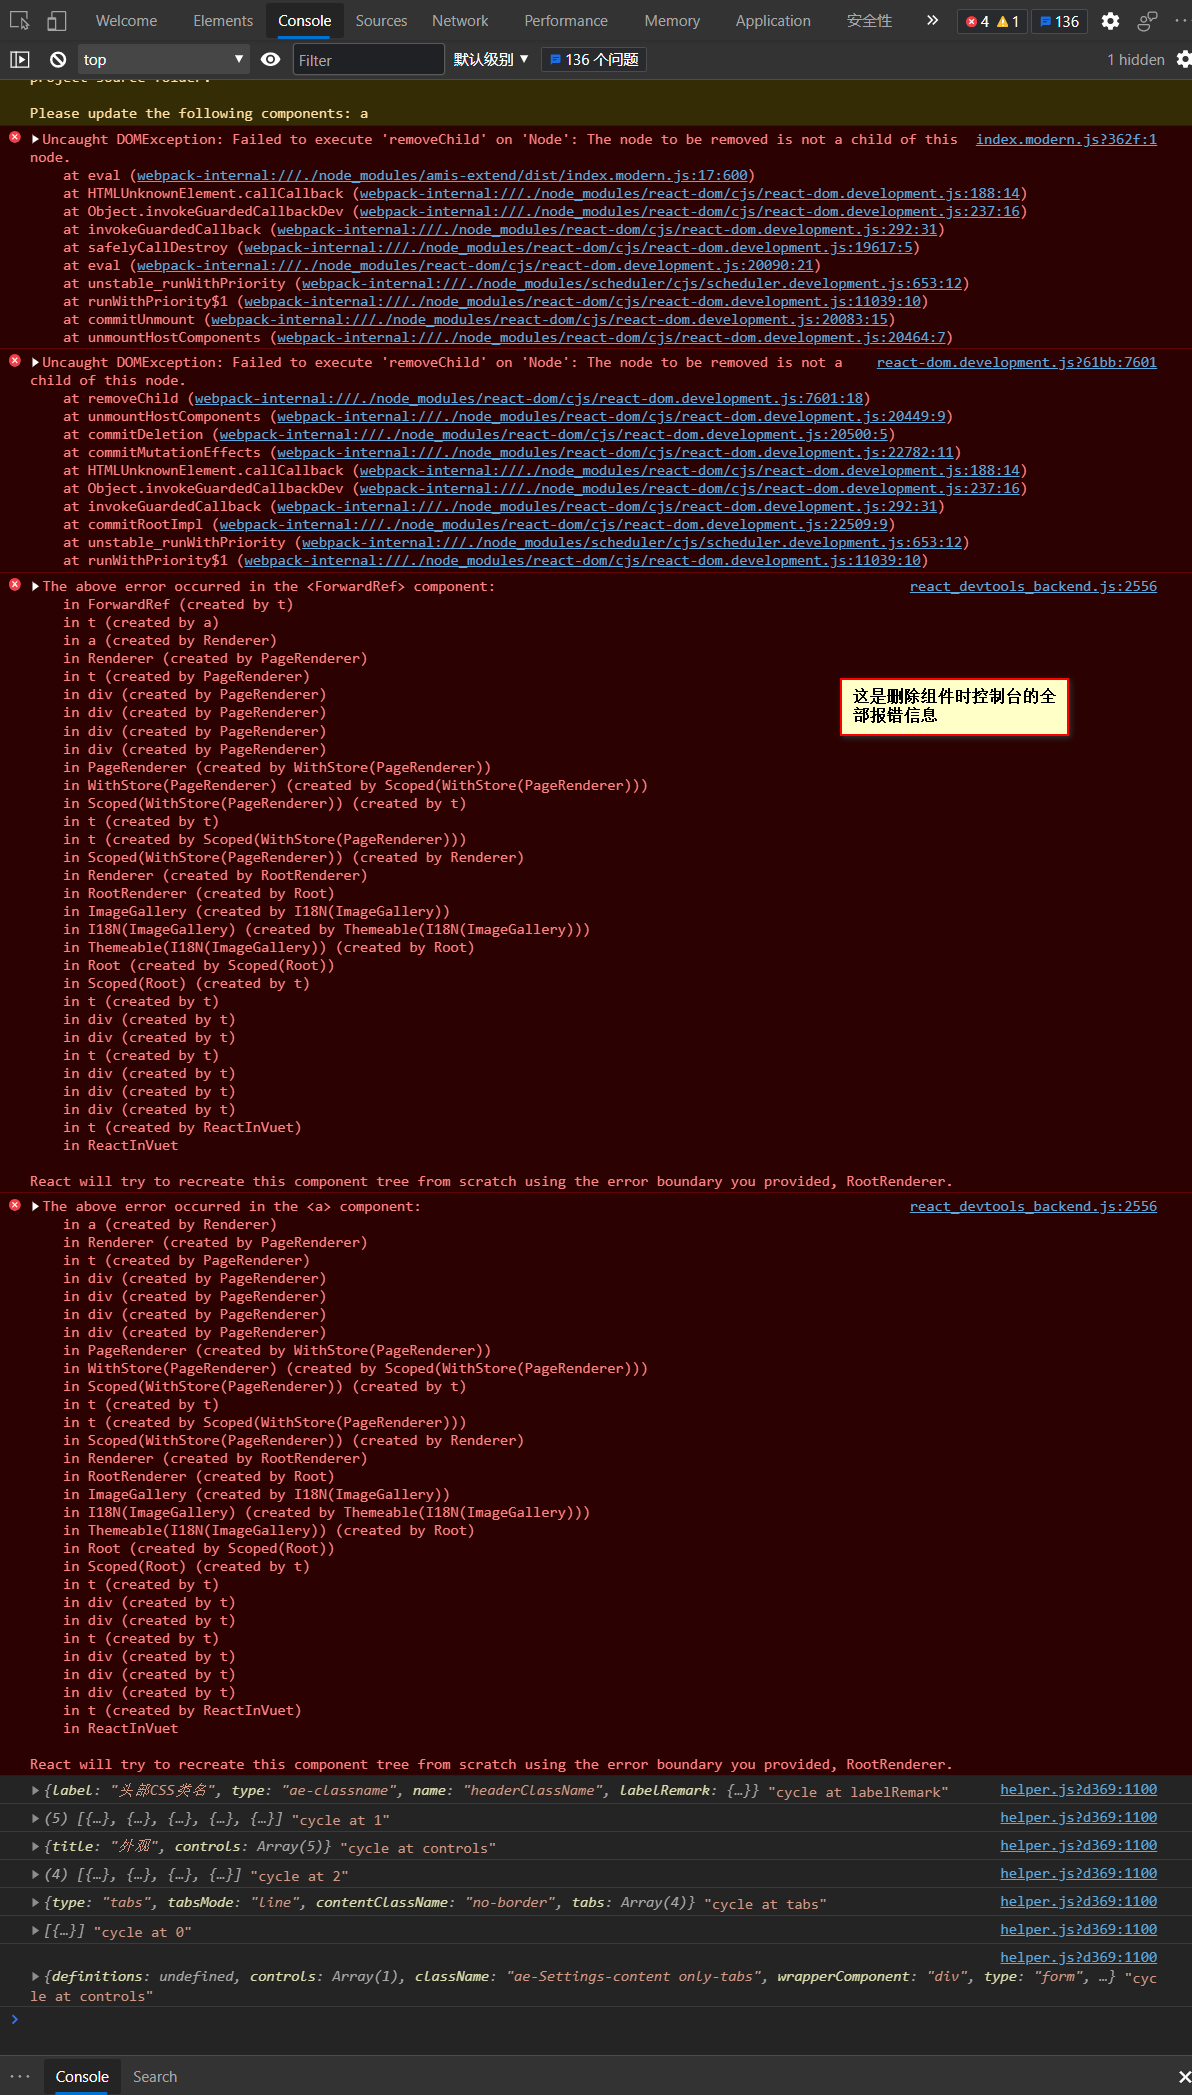 Welcome Elements Console Sources Network Performance Memory Application 安全性 » 4 1 136
top ▼ Filter 默认级别 ▼ 136 个问题 1 hidden
project source folder.
Please update the following components: a
Uncaught DOMException: Failed to execute 'removeChild' on 'Node': The node to be removed is not a child of this index.modern.js?362f:1
node.
at eval (webpack-internal:///./node_modules/amis-extend/dist/index.modern.js:17:600)
at HTMLUnknownElement.callCallback (webpack-internal:///./node_modules/react-dom/cjs/react-dom.development.js:188:14)
at Object.invokeGuardedCallbackDev (webpack-internal:///./node_modules/react-dom/cjs/react-dom.development.js:237:16)
at invokeGuardedCallback (webpack-internal:///./node_modules/react-dom/cjs/react-dom.development.js:292:31)
at safelyCallDestroy (webpack-internal:///./node_modules/react-dom/cjs/react-dom.development.js:19617:5)
at eval (webpack-internal:///./node_modules/react-dom/cjs/react-dom.development.js:20090:21)
at unstable_runWithPriority (webpack-internal:///./node_modules/scheduler/cjs/scheduler.development.js:653:12)
at runWithPriority$1 (webpack-internal:///./node_modules/react-dom/cjs/react-dom.development.js:11039:10)
at commitUnmount (webpack-internal:///./node_modules/react-dom/cjs/react-dom.development.js:20083:15)
at unmountHostComponents (webpack-internal:///./node_modules/react-dom/cjs/react-dom.development.js:20464:7)
Uncaught DOMException: Failed to execute 'removeChild' on 'Node': The node to be removed is not a react-dom.development.js?61bb:7601
child of this node.
at removeChild (webpack-internal:///./node_modules/react-dom/cjs/react-dom.development.js:7601:18)
at unmountHostComponents (webpack-internal:///./node_modules/react-dom/cjs/react-dom.development.js:20449:9)
at commitDeletion (webpack-internal:///./node_modules/react-dom/cjs/react-dom.development.js:20500:5)
at commitMutationEffects (webpack-internal:///./node_modules/react-dom/cjs/react-dom.development.js:22782:11)
at HTMLUnknownElement.callCallback (webpack-internal:///./node_modules/react-dom/cjs/react-dom.development.js:188:14)
at Object.invokeGuardedCallbackDev (webpack-internal:///./node_modules/react-dom/cjs/react-dom.development.js:237:16)
at invokeGuardedCallback (webpack-internal:///./node_modules/react-dom/cjs/react-dom.development.js:292:31)
at commitRootImpl (webpack-internal:///./node_modules/react-dom/cjs/react-dom.development.js:22509:9)
at unstable_runWithPriority (webpack-internal:///./node_modules/scheduler/cjs/scheduler.development.js:653:12)
at runWithPriority$1 (webpack-internal:///./node_modules/react-dom/cjs/react-dom.development.js:11039:10)
The above error occurred in the <ForwardRef> component: react_devtools_backend.js:2556
in ForwardRef (created by t)
in t (created by a)
in a (created by Renderer)
in Renderer (created by PageRenderer)
in t (created by PageRenderer)
in div (created by PageRenderer)
in div (created by PageRenderer)
in div (created by PageRenderer)
in div (created by PageRenderer)
这是删除组件时控制台的全
部报错信息
in PageRenderer (created by WithStore(PageRenderer))
in WithStore(PageRenderer) (created by Scoped(WithStore(PageRenderer)))
in Scoped(WithStore(PageRenderer)) (created by t)
in t (created by t)
in t (created by Scoped(WithStore(PageRenderer)))
in Scoped(WithStore(PageRenderer)) (created by Renderer)
in Renderer (created by RootRenderer)
in RootRenderer (created by Root)
in ImageGallery (created by I18N(ImageGallery))
in I18N(ImageGallery) (created by Themeable(I18N(ImageGallery)))
in Themeable(I18N(ImageGallery)) (created by Root)
in Root (created by Scoped(Root))
in Scoped(Root) (created by t)
in t (created by t)
in div (created by t)
in div (created by t)
in t (created by t)
in div (created by t)
in div (created by t)
in div (created by t)
in t (created by ReactInVuet)
in ReactInVuet
React will try to recreate this component tree from scratch using the error boundary you provided, RootRenderer.
The above error occurred in the <a> component: react_devtools_backend.js:2556
in a (created by Renderer)
in Renderer (created by PageRenderer)
in t (created by PageRenderer)
in div (created by PageRenderer)
in div (created by PageRenderer)
in div (created by PageRenderer)
in div (created by PageRenderer)
in PageRenderer (created by WithStore(PageRenderer))
in WithStore(PageRenderer) (created by Scoped(WithStore(PageRenderer)))
in Scoped(WithStore(PageRenderer)) (created by t)
in t (created by t)
in t (created by Scoped(WithStore(PageRenderer)))
in Scoped(WithStore(PageRenderer)) (created by Renderer)
in Renderer (created by RootRenderer)
in RootRenderer (created by Root)
in ImageGallery (created by I18N(ImageGallery))
in I18N(ImageGallery) (created by Themeable(I18N(ImageGallery)))
in Themeable(I18N(ImageGallery)) (created by Root)
in Root (created by Scoped(Root))
in Scoped(Root) (created by t)
in t (created by t)
in div (created by t)
in div (created by t)
in t (created by t)
in div (created by t)
in div (created by t)
in div (created by t)
in t (created by ReactInVuet)
in ReactInVuet
React will try to recreate this component tree from scratch using the error boundary you provided, RootRenderer.
{label: "头部CSS类名", type: "ae-classname", name: "headerClassName", labelRemark: {…}} "cycle at labelRemark" helper.js?d369:1100
(5) [{…}, {…}, {…}, {…}, {…}] "cycle at 1" helper.js?d369:1100
{title: "外观", controls: Array(5)} "cycle at controls" helper.js?d369:1100
(4) [{…}, {…}, {…}, {…}] "cycle at 2" helper.js?d369:1100
{type: "tabs", tabsMode: "line", contentClassName: "no-border", tabs: Array(4)} "cycle at tabs" helper.js?d369:1100
[{…}] "cycle at 0" helper.js?d369:1100
helper.js?d369:1100
{definitions: undefined, controls: Array(1), className: "ae-Settings-content only-tabs", wrapperComponent: "div", type: "form", …} "cyc
le at controls"
Console Search